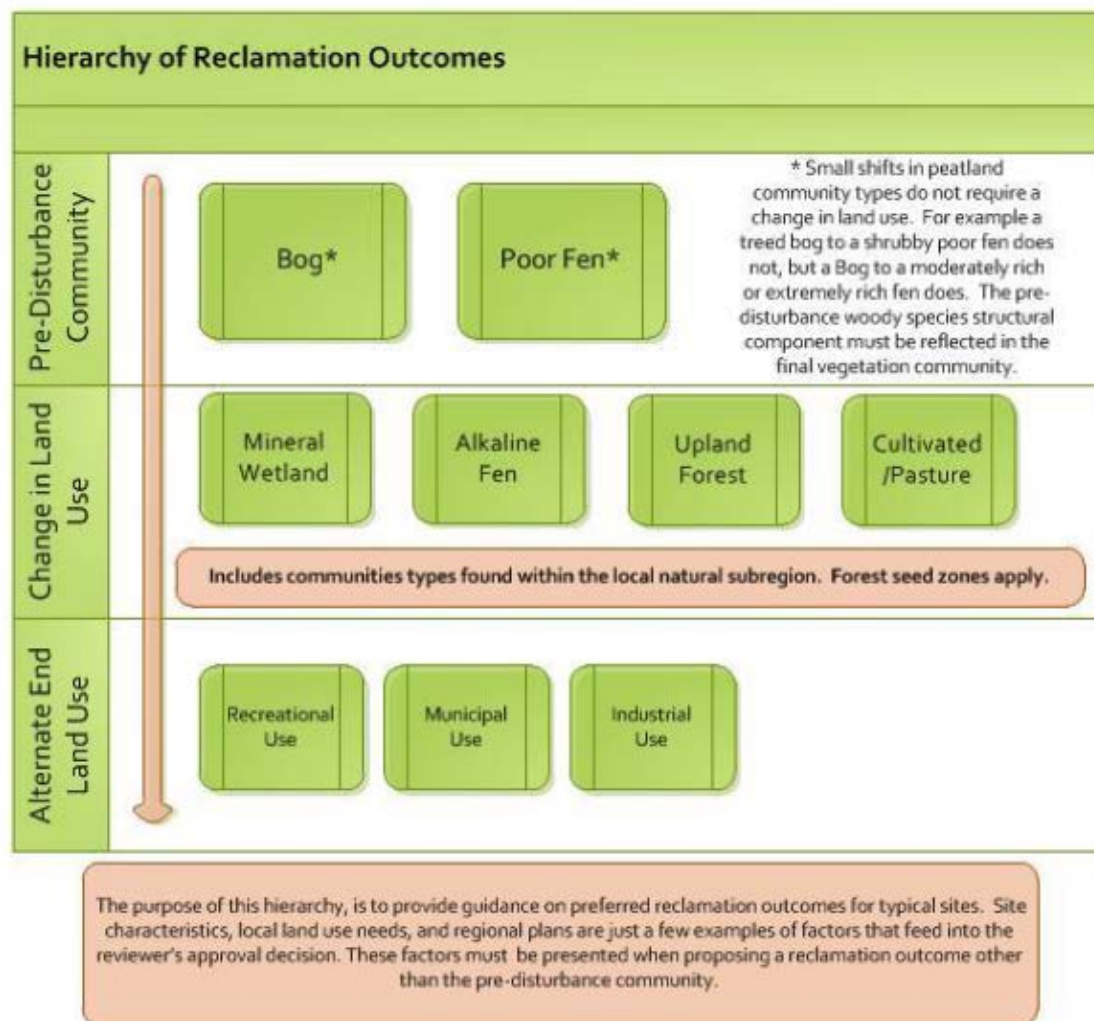 Hierarchy of Reclamation Outcomes
Pre-Disturbance
Community
Bog*
Poor Fen*
* Small shifts in peatland
community types do not require a
change in land use. For example a
treed bog to a shrubby poor fen does
not, but a Bog to a moderately rich
or extremely rich fen does. The pre-
disturbance woody species structural
component must be reflected in the
final vegetation community.
Change in Land
Use
Mineral
Wetland
Alkaline
Fen
Upland
Forest
Cultivated
/Pasture
Includes communities types found within the local natural subregion. Forest seed zones apply.
Alternate End
Land Use
Recreational
Use
Municipal
Use
Industrial
Use
The purpose of this hierarchy, is to provide guidance on preferred reclamation outcomes for typical sites. Site
characteristics, local land use needs, and regional plans are just a few examples of factors that feed into the
reviewer's approval decision. These factors must be presented when proposing a reclamation outcome other
than the pre-disturbance community.